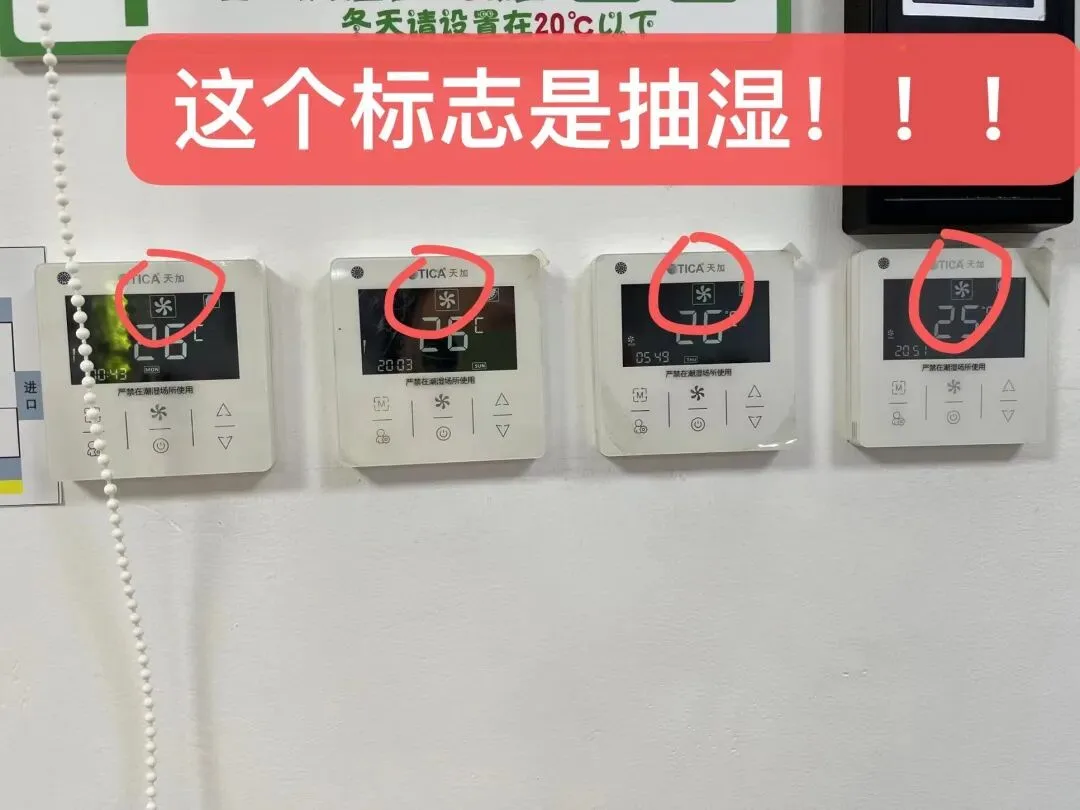 冬天请设置在20℃以下
这个标志是抽湿！！！
TICA 天加
26℃
MON
严禁在潮湿场所使用
M
TICA 天加
26℃
20:03
SUN
严禁在潮湿场所使用
M
TICA 天加
26℃
05:49
THU
严禁在潮湿场所使用
M
TICA 天加
25℃
20:51
严禁在潮湿场所使用
M
进口